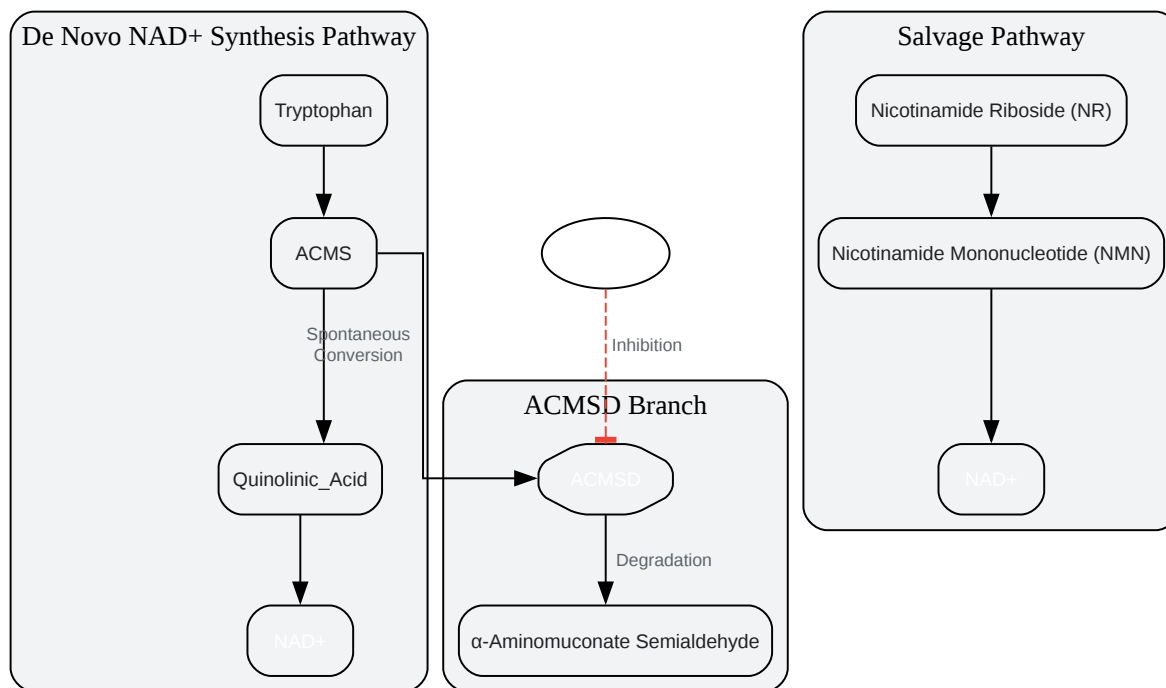 De Novo NAD+ Synthesis Pathway
Tryptophan
ACMS
Spontaneous
Conversion
Quinolinic_Acid
NAD+
Inhibition
ACMSD Branch
ACMSD
Degradation
α-Aminomuconate Semialdehyde
Salvage Pathway
Nicotinamide Riboside (NR)
Nicotinamide Mononucleotide (NMN)
NAD+